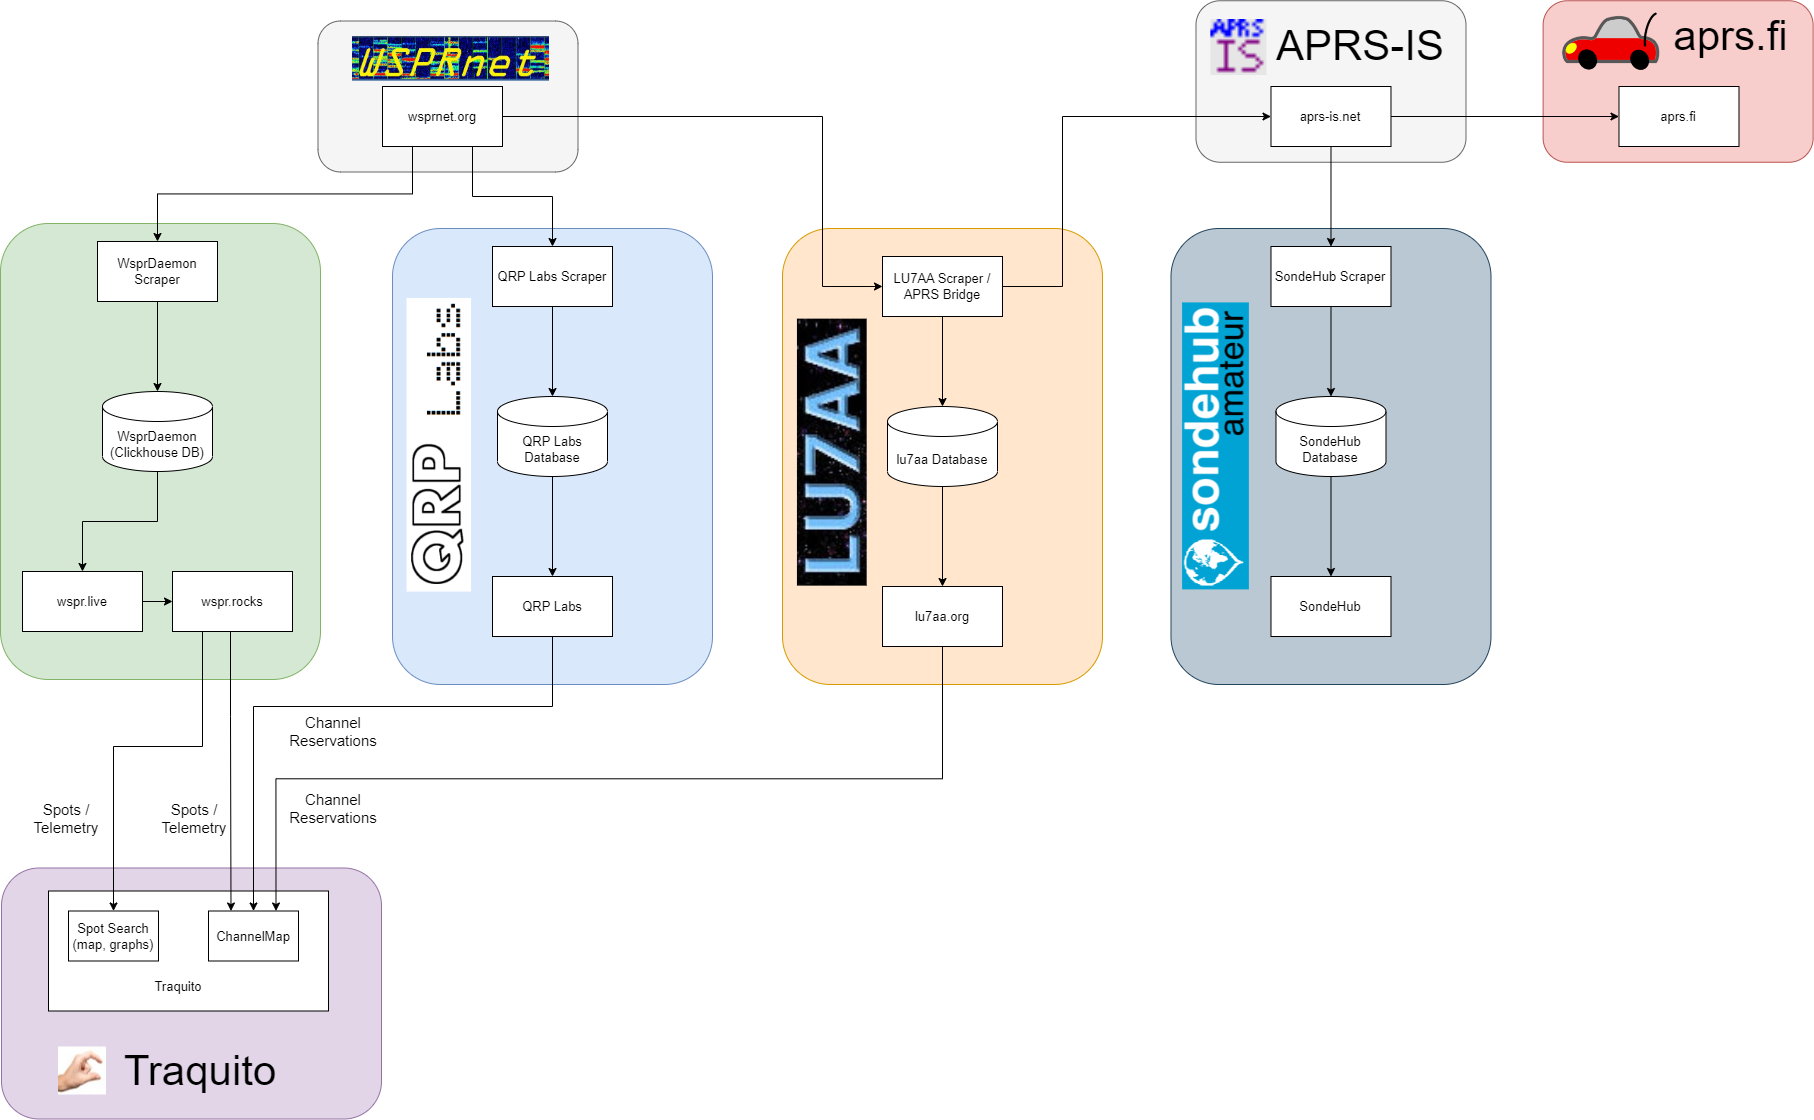 WSPRnet
wsprnet.org
APRS
IS
APRS-IS
aprs-is.net
aprs.fi
aprs.fi
WsprDaemon
Scraper
WsprDaemon
(Clickhouse DB)
wspr.live
wspr.rocks
QRP Labs Scraper
QRP Labs
QRP Labs
Database
QRP Labs
LU7AA Scraper /
APRS Bridge
LU7AA
lu7aa Database
lu7aa.org
SondeHub Scraper
sondehub
amateur
SondeHub
Database
SondeHub
Channel
Reservations
Channel
Reservations
Spots /
Telemetry
Spots /
Telemetry
Spot Search
(map, graphs)
ChannelMap
Traquito
Traquito